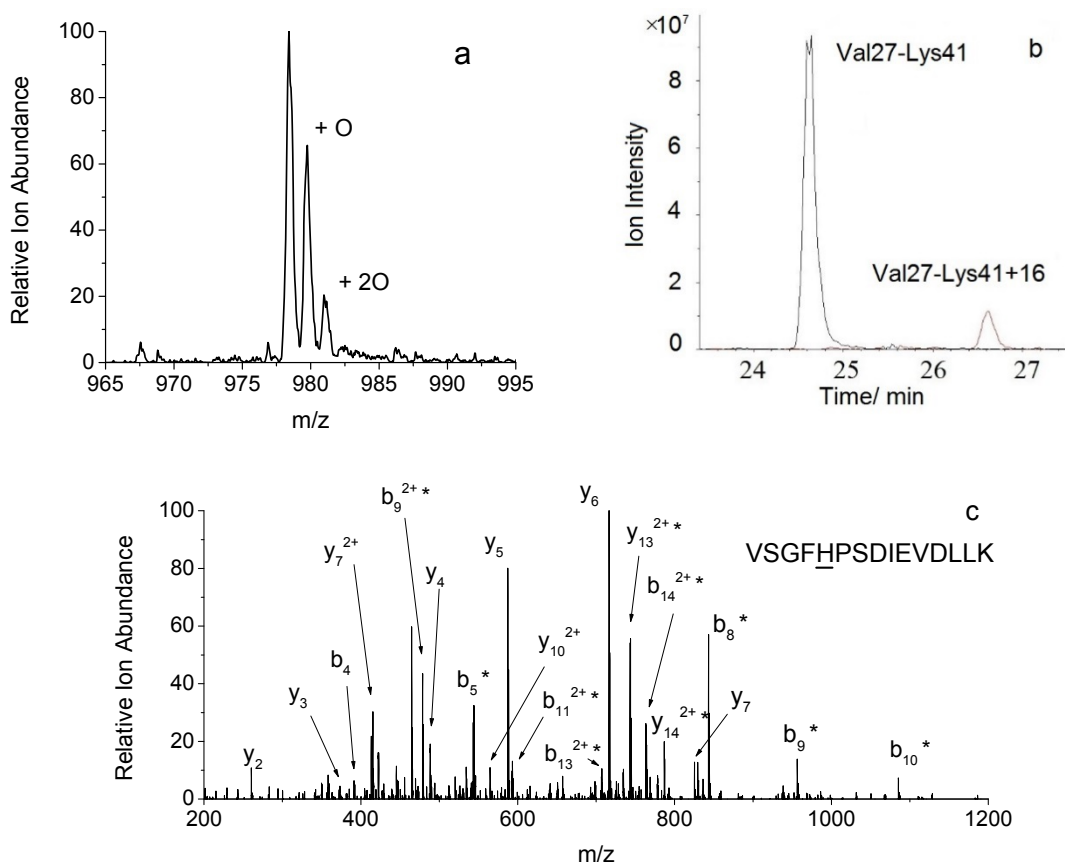 a
100
80
60
40
20
0
Relative Ion Abundance
+ O
+ 2O
965 970 975 980 985 990 995
m/z
×10⁷
b
8
6
4
2
0
Ion Intensity
Val27-Lys41
Val27-Lys41+16
24 25 26 27
Time/ min
c
VSGFHPSDIEVDLLK
100
80
60
40
20
0
Relative Ion Abundance
y₂
y₃
b₄
y₇²⁺
b₉²⁺ *
y₄
b₅ *
y₅
y₁₀²⁺
b₁₁²⁺ *
b₁₃²⁺ *
y₆
y₁₃²⁺ *
b₁₄²⁺ *
y₁₄²⁺ *
y₇
b₈ *
b₉ *
b₁₀ *
200 400 600 800 1000 1200
m/z